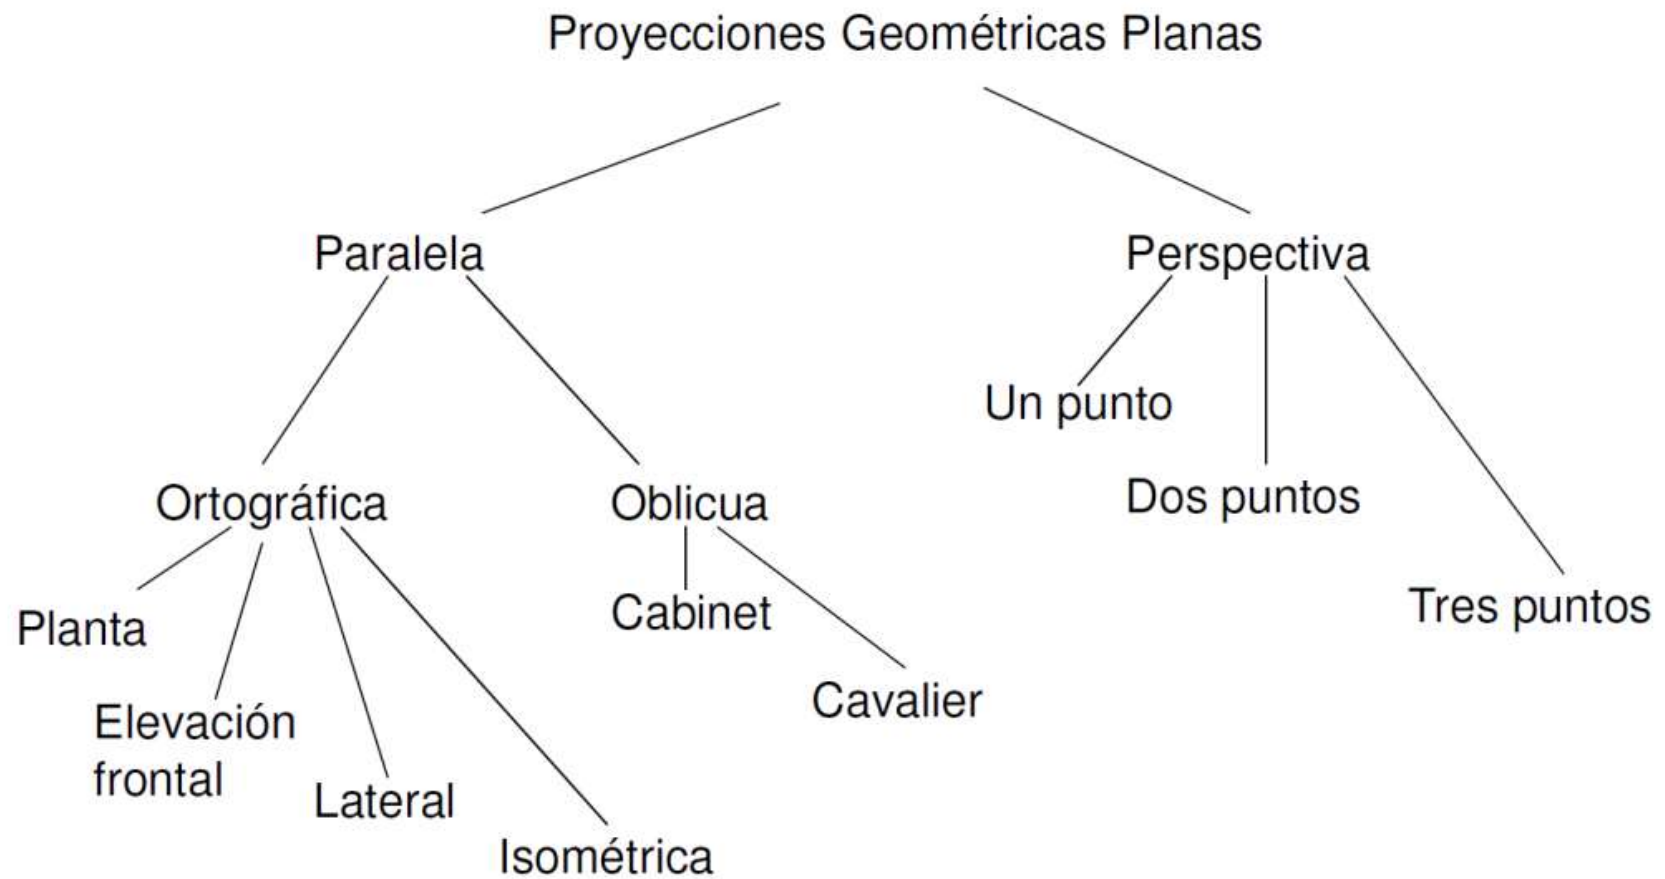 Proyecciones Geométricas Planas
Paralela
Perspectiva
Un punto
Dos puntos
Tres puntos
Ortográfica
Oblicua
Planta
Elevación
frontal
Lateral
Isométrica
Cabinet
Cavalier